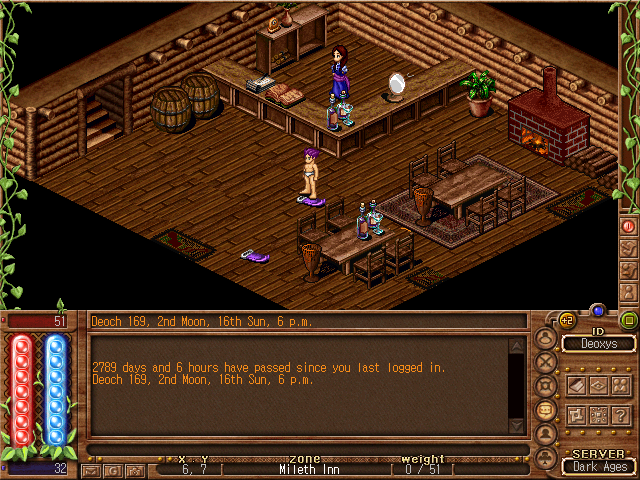 51
Deoch 169, 2nd Moon, 16th Sun, 6 p.m.
+2
ID
Deoxys
2789 days and 6 hours have passed since you last logged in.
Deoch 169, 2nd Moon, 16th Sun, 6 p.m.
?
32
X Y
zone
weight
6, 7
Mileth Inn
0 / 51
G
SERVER
Dark Ages